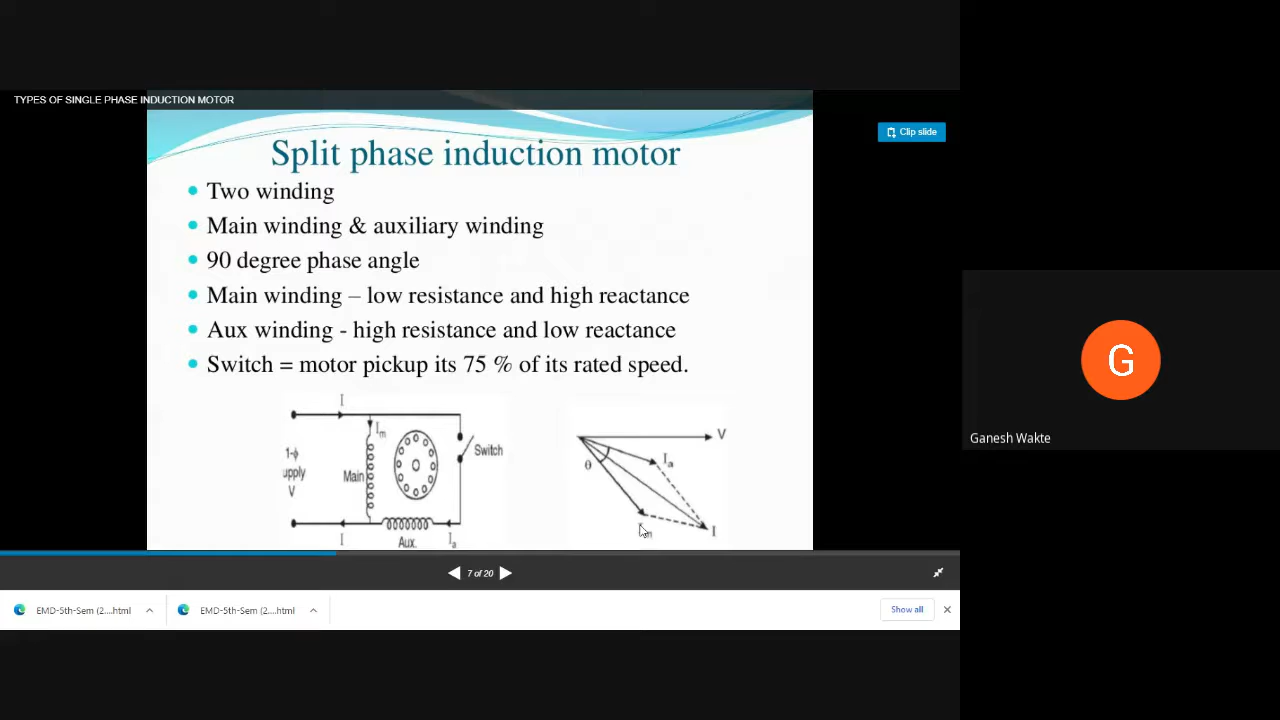 TYPES OF SINGLE PHASE INDUCTION MOTOR
Clip slide
Split phase induction motor
Two winding
Main winding & auxiliary winding
90 degree phase angle
Main winding – low resistance and high reactance
Aux winding - high resistance and low reactance
Switch = motor pickup its 75 % of its rated speed.
I
Im
1-ϕ
upply
V
Main
Switch
I
Aux.
Ia
V
θ
Ia
I
7 of 20
G
Ganesh Wakte
EMD-5th-Sem (2....html
EMD-5th-Sem (2....html
Show all